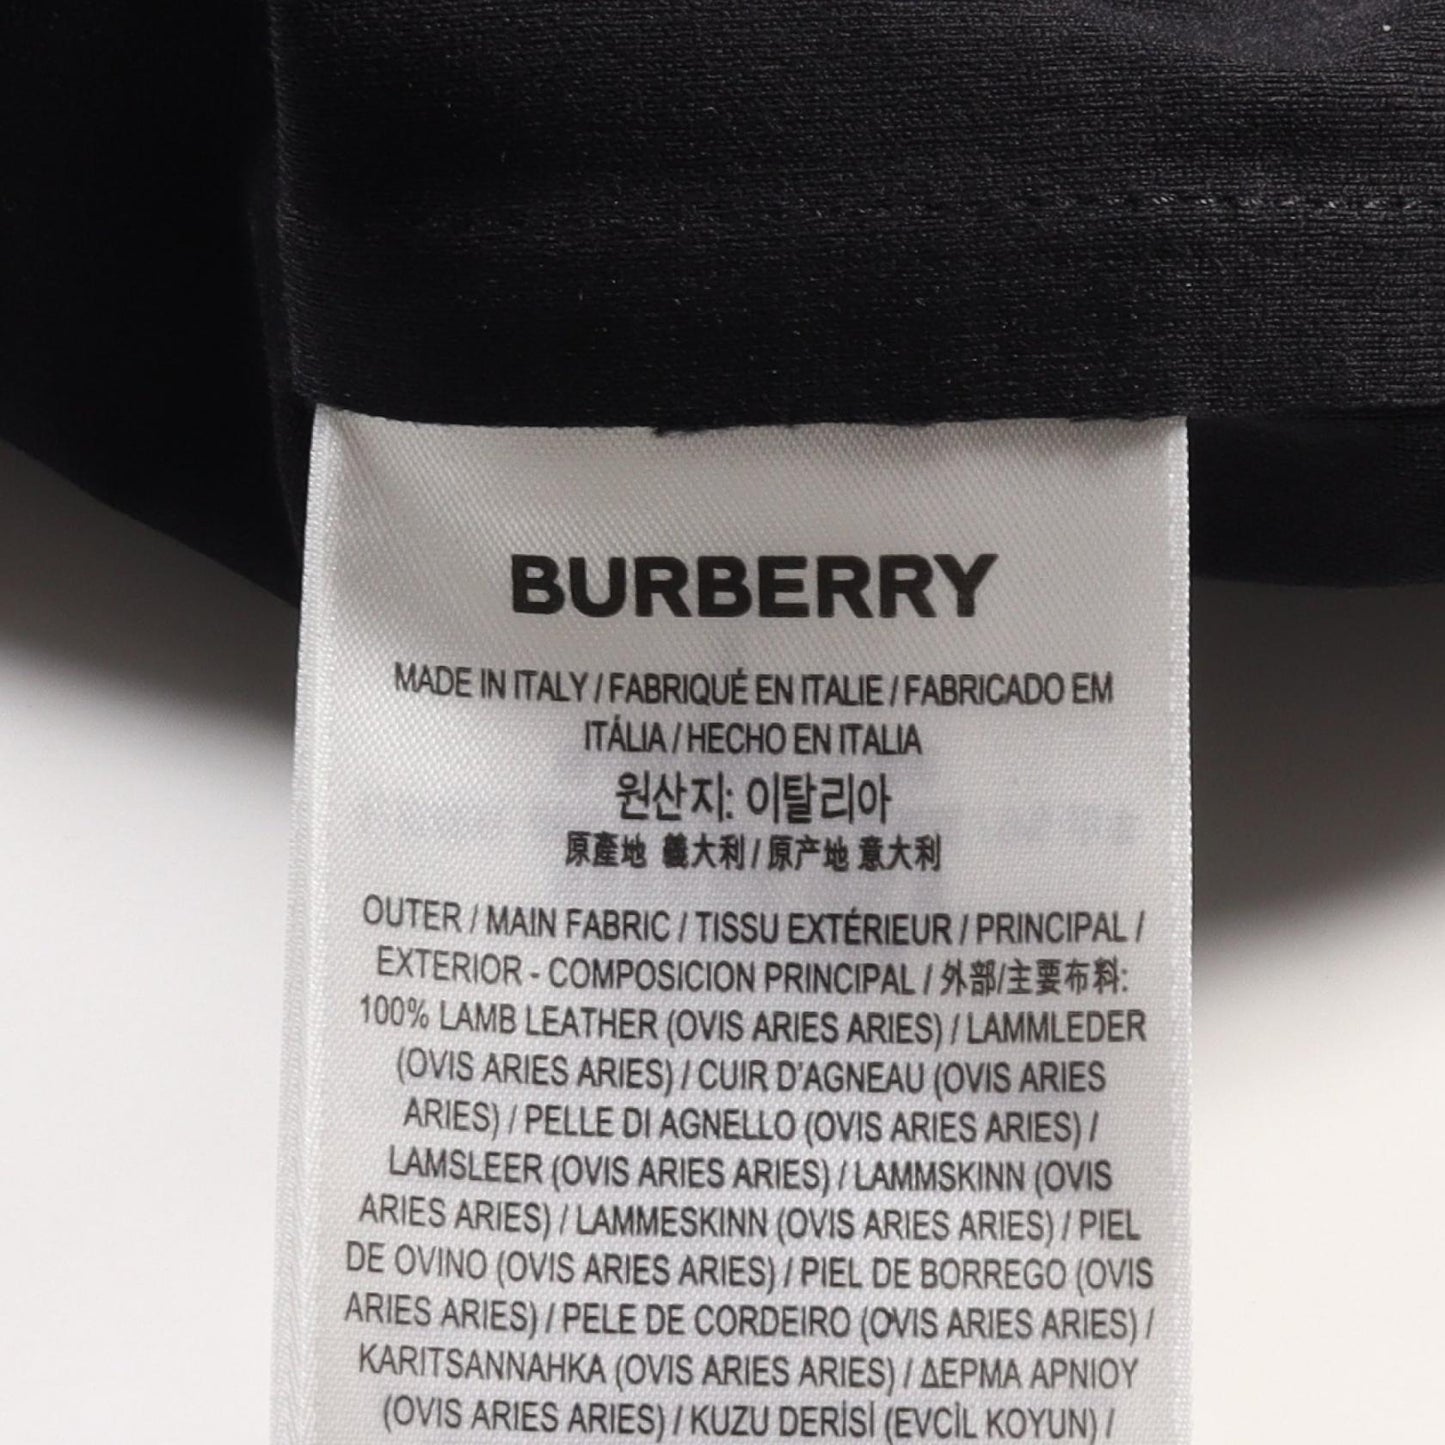 BURBERRY
MADE IN ITALY / FABRIQUÉ EN ITALIE / FABRICADO EM
ITÁLIA / HECHO EN ITALIA
원산지: 이탈리아
原產地 義大利 / 原产地 意大利
OUTER / MAIN FABRIC / TISSU EXTÉRIEUR / PRINCIPAL /
EXTERIOR - COMPOSICION PRINCIPAL / 外部/主要布料:
100% LAMB LEATHER (OVIS ARIES ARIES) / LAMMLEDER
(OVIS ARIES ARIES) / CUIR D'AGNEAU (OVIS ARIES
ARIES) / PELLE DI AGNELLO (OVIS ARIES ARIES) /
LAMSLEER (OVIS ARIES ARIES) / LAMMSKINN (OVIS
ARIES ARIES) / LAMMESKINN (OVIS ARIES ARIES) / PIEL
DE OVINO (OVIS ARIES ARIES) / PIEL DE BORREGO (OVIS
ARIES ARIES) / PELE DE CORDEIRO (OVIS ARIES ARIES) /
KARITSANNAHKA (OVIS ARIES ARIES) / ΔΕΡΜΑ ΑΡΝΙΟΥ
(OVIS ARIES ARIES) / KUZU DERİSİ (EVCİL KOYUN) /